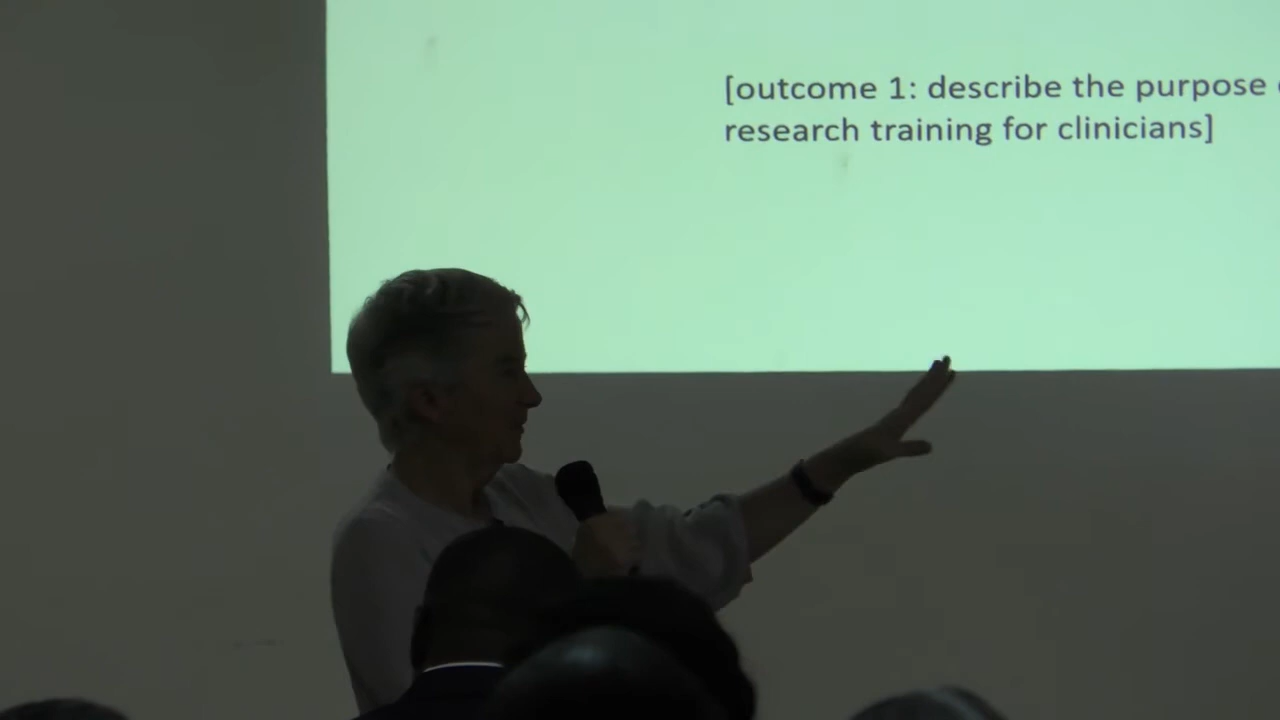 [outcome 1: describe the purpose
research training for clinicians]